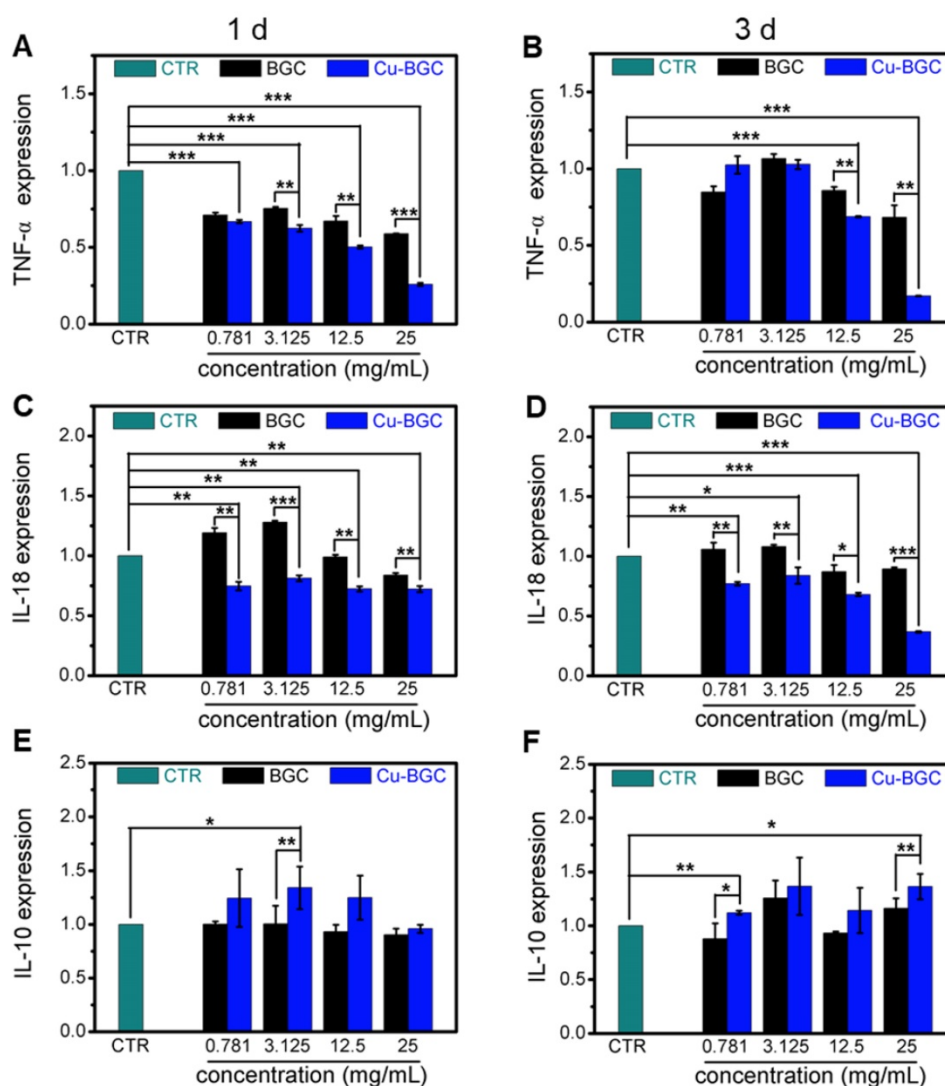 1 d
3 d
A
CTR BGC Cu-BGC
TNF-α expression
1.5
1.0
0.5
0.0
***
***
***
***
**
**
***
CTR
0.781 3.125 12.5 25
concentration (mg/mL)
B
CTR BGC Cu-BGC
TNF-α expression
1.5
1.0
0.5
0.0
***
***
**
**
CTR
0.781 3.125 12.5 25
concentration (mg/mL)
C
CTR BGC Cu-BGC
IL-18 expression
2.0
1.5
1.0
0.5
0.0
**
**
**
**
**
***
**
**
CTR
0.781 3.125 12.5 25
concentration (mg/mL)
D
CTR BGC Cu-BGC
IL-18 expression
2.0
1.5
1.0
0.5
0.0
***
***
*
**
**
**
*
***
CTR
0.781 3.125 12.5 25
concentration (mg/mL)
E
CTR BGC Cu-BGC
IL-10 expression
2.5
2.0
1.5
1.0
0.5
0.0
*
**
CTR
0.781 3.125 12.5 25
concentration (mg/mL)
F
CTR BGC Cu-BGC
IL-10 expression
2.5
2.0
1.5
1.0
0.5
0.0
*
**
**
*
CTR
0.781 3.125 12.5 25
concentration (mg/mL)